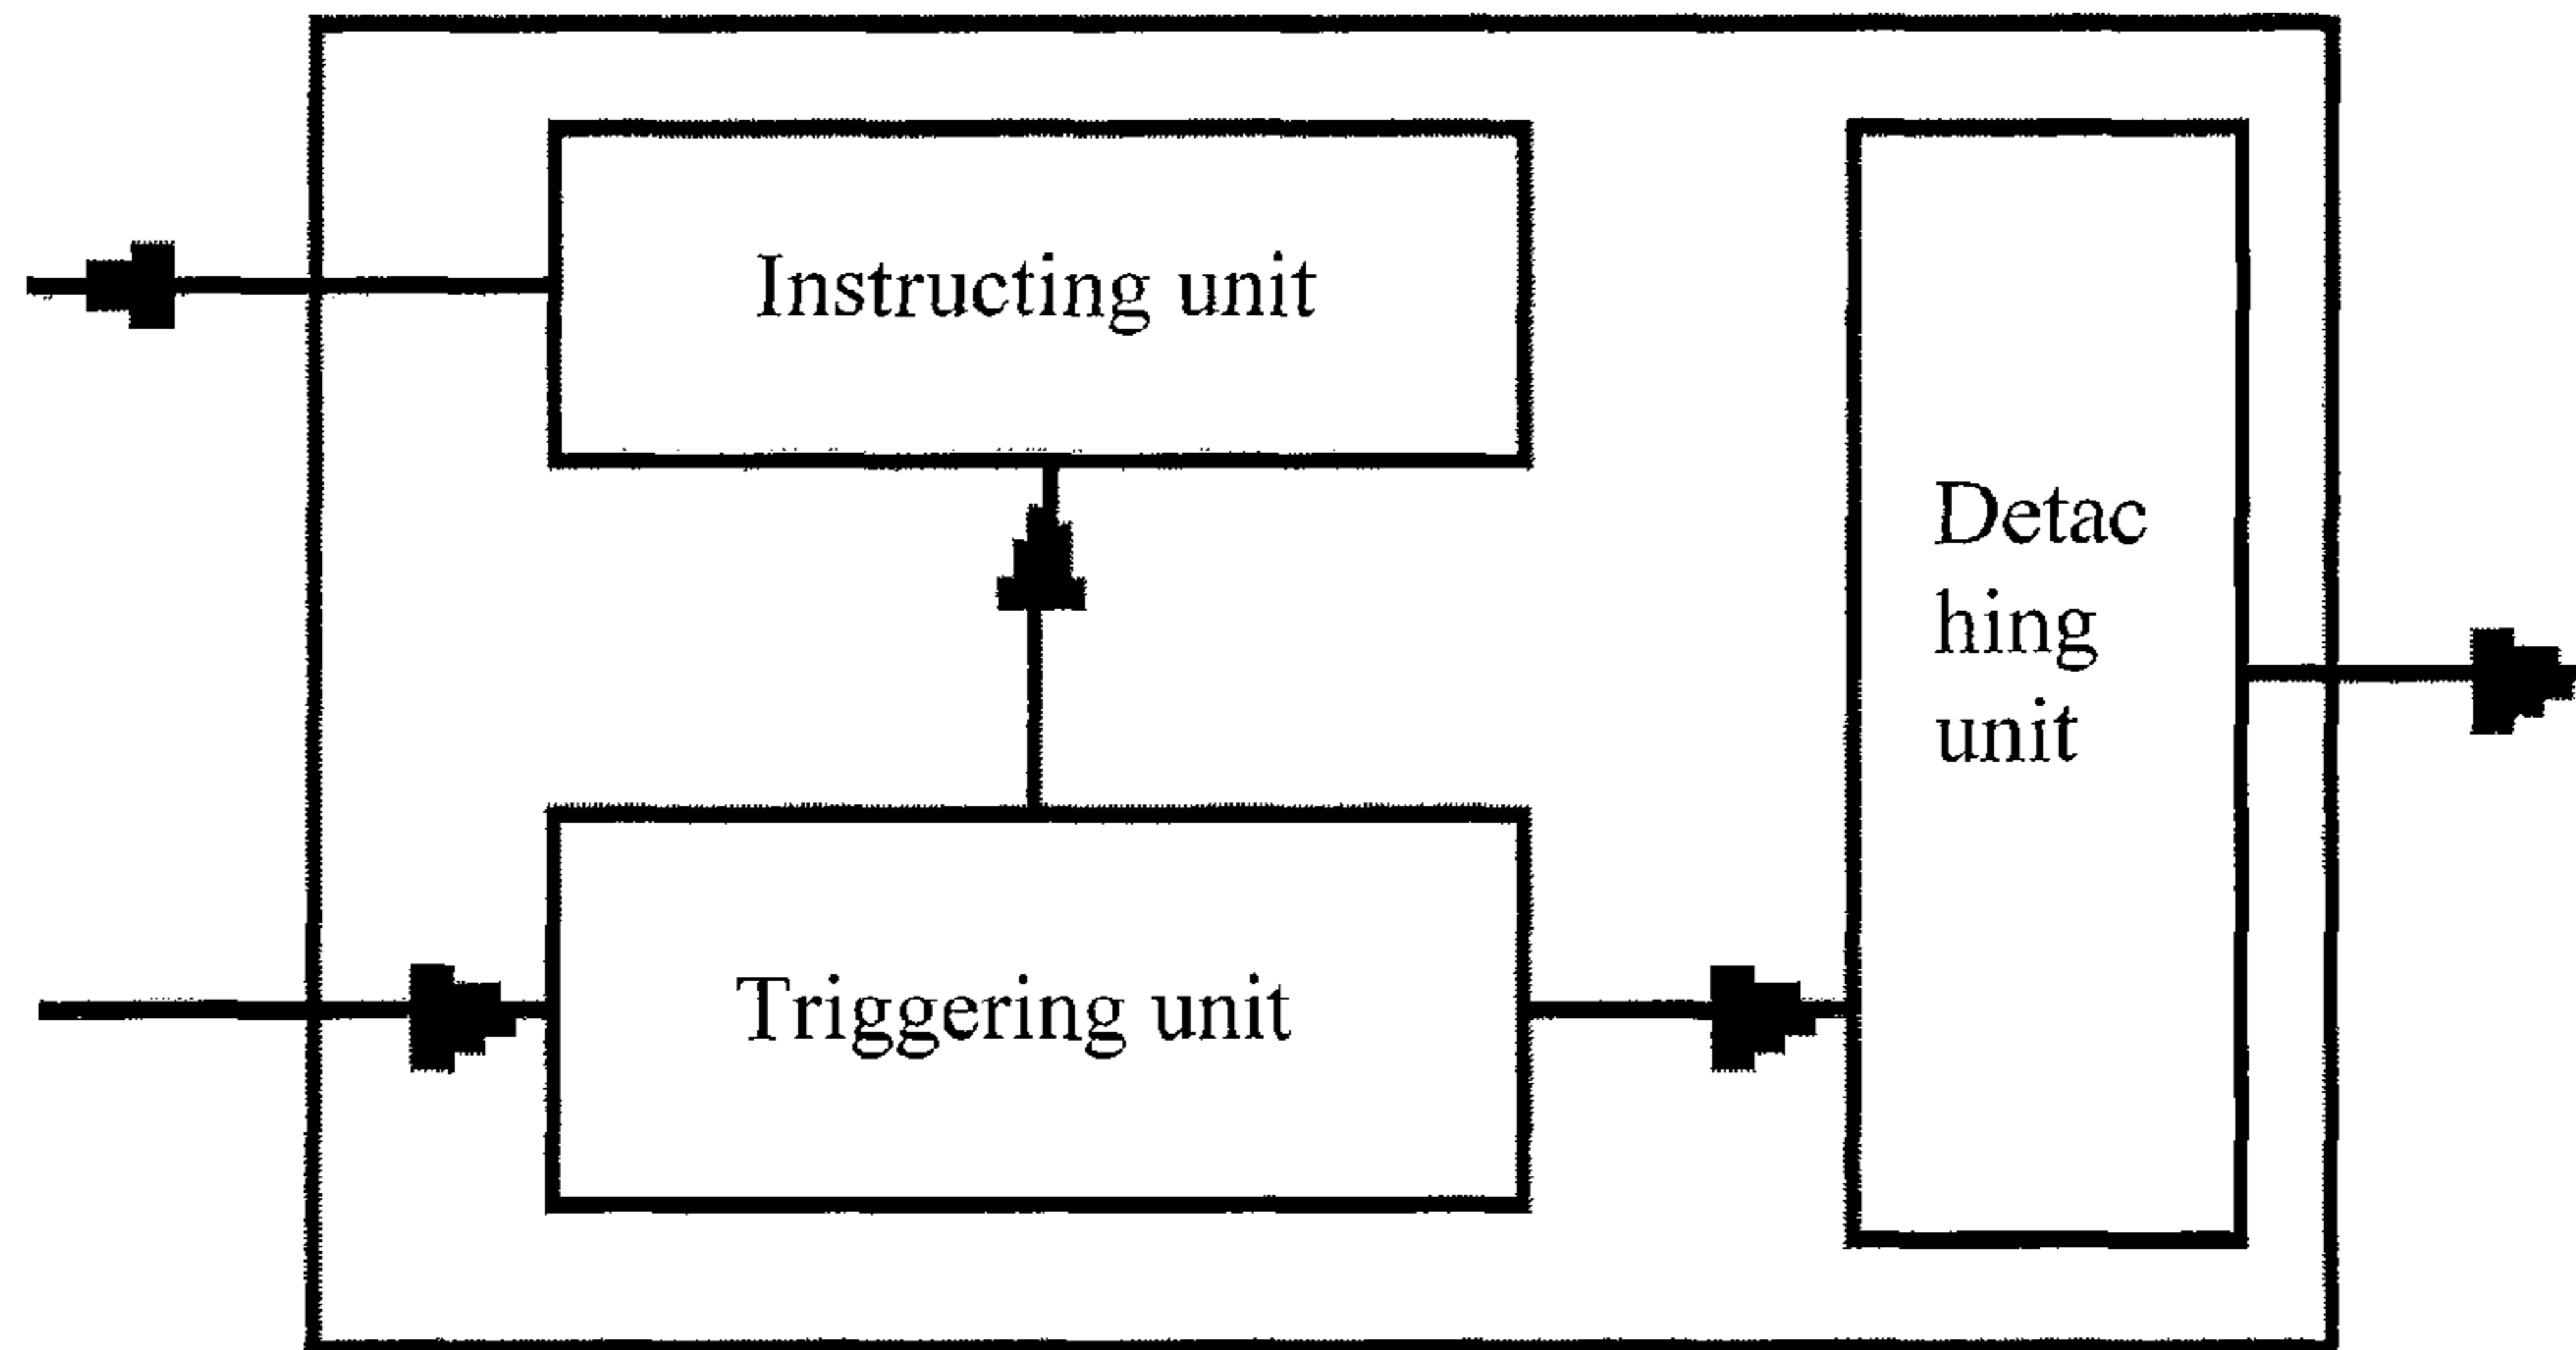 Instructing unit
Detac
hing
unit
Triggering unit